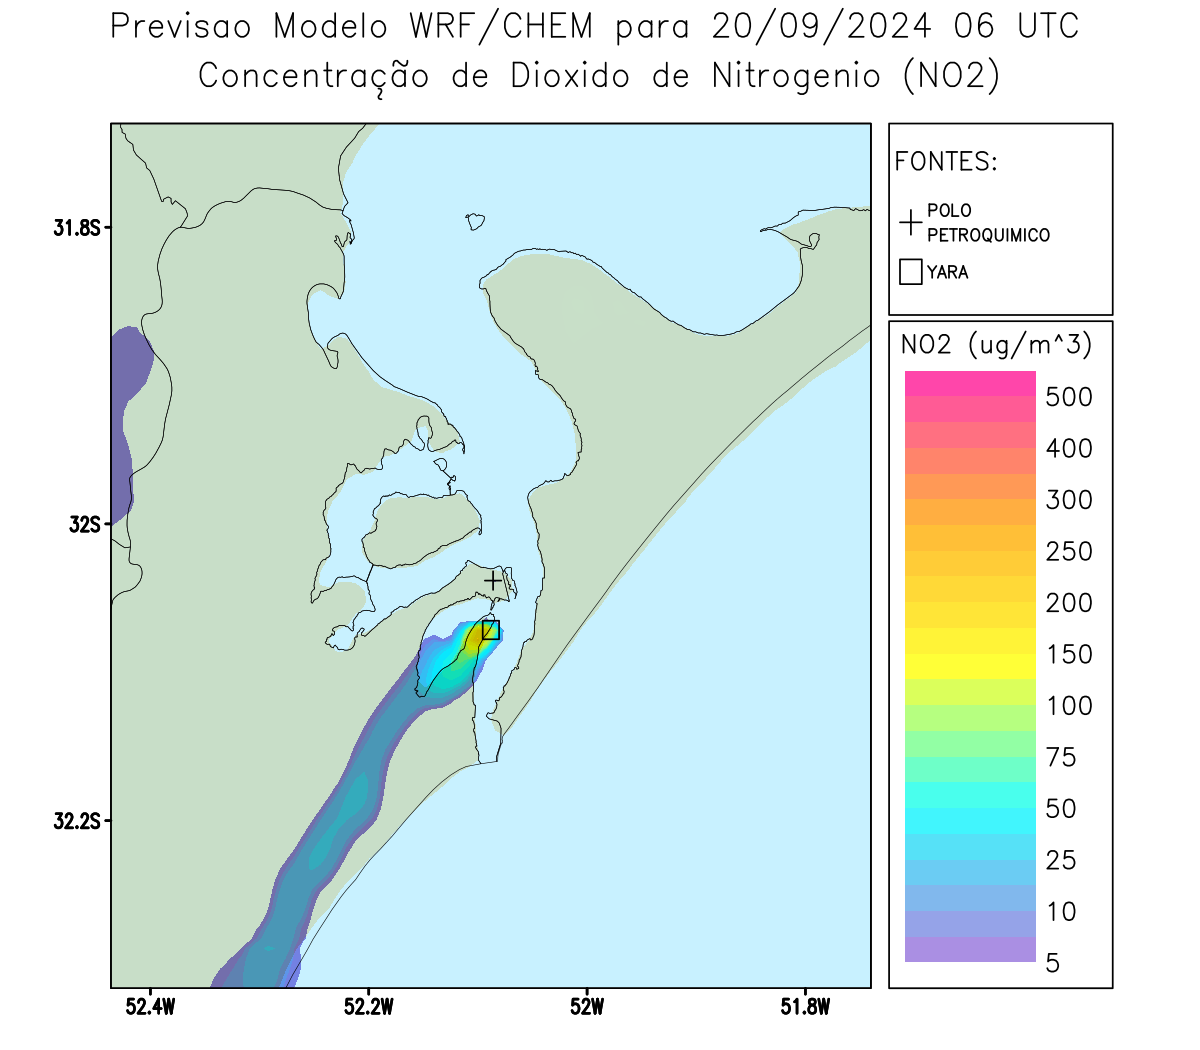 Previsao Modelo WRF/CHEM para 20/09/2024 06 UTC
Concentração de Dioxido de Nitrogenio (NO2)
FONTES:
POLO
PETROQUIMICO
YARA
NO2 (ug/m^3)
500
400
300
250
200
150
100
75
50
25
10
5
31.8S
32S
32.2S
52.4W
52.2W
52W
51.8W